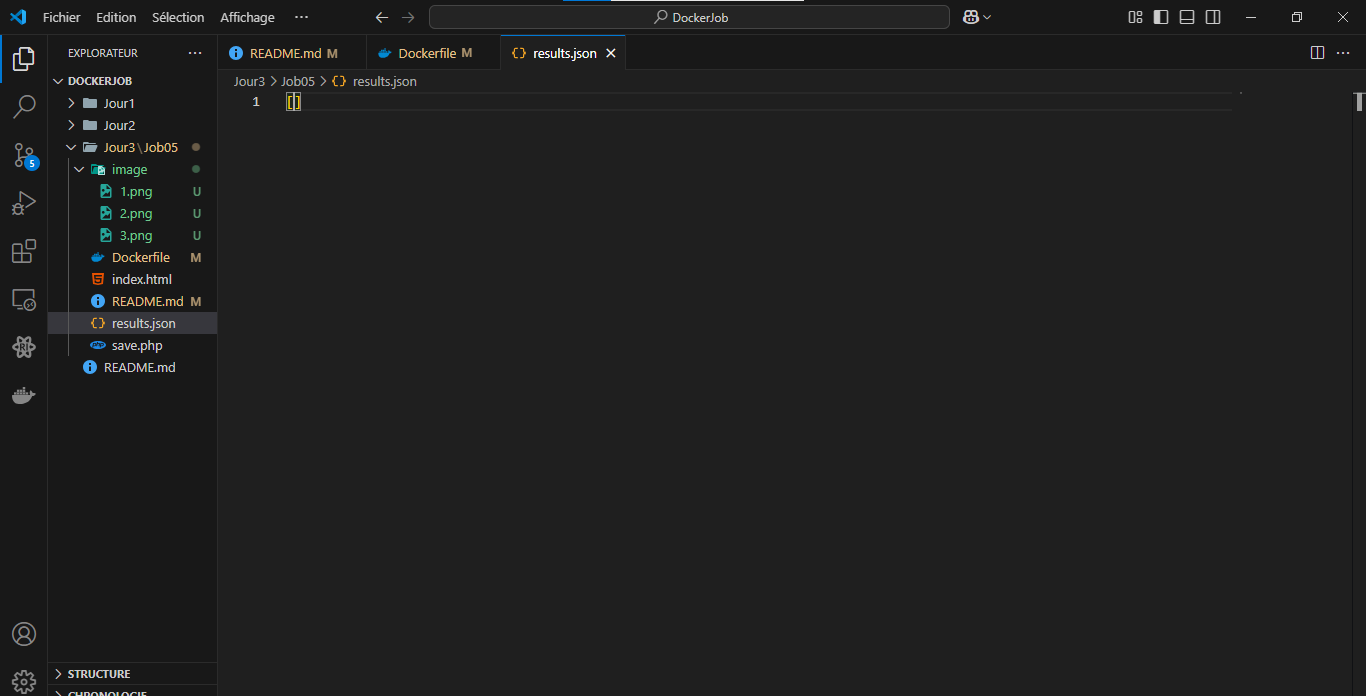 Fichier Edition Sélection Affichage ··· DockerJob
EXPLORATEUR ···
DOCKERJOB
Jour1
Jour2
Jour3\Job05
image
1.png U
2.png U
3.png U
Dockerfile M
index.html
README.md M
results.json
save.php
README.md
STRUCTURE
CHRONOLOGIE
5
README.md M Dockerfile M results.json
Jour3 > Job05 > results.json
1 []